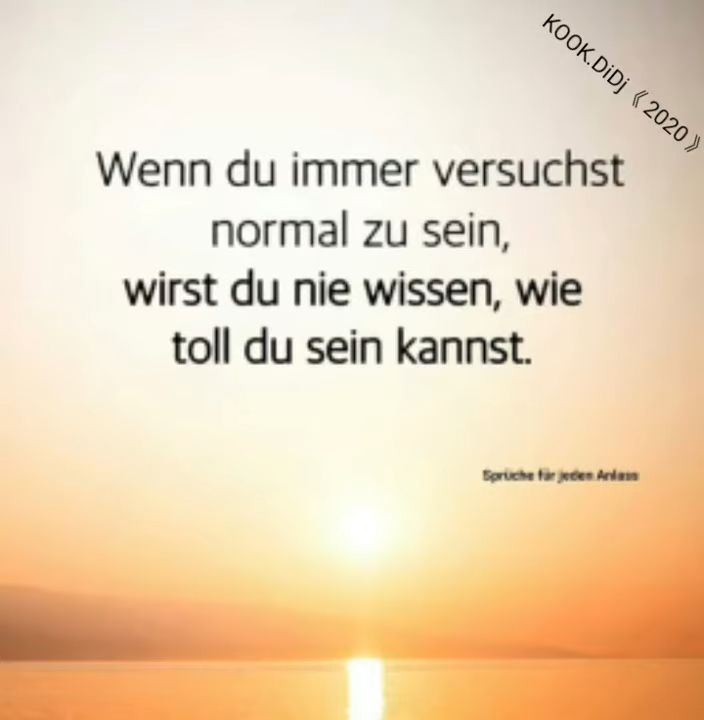 KOOK.DiDj《2020》
Wenn du immer versuchst
normal zu sein,
wirst du nie wissen, wie
toll du sein kannst.
Sprüche für jeden Anlass